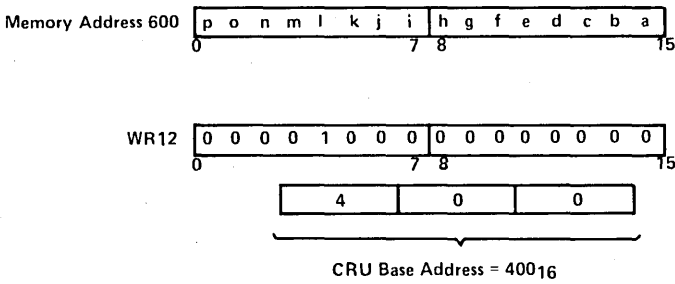 Memory Address 600 p o n m l k j i h g f e d c b a
0 7 8 15
WR12 0 0 0 0 1 0 0 0 0 0 0 0 0 0 0 0
0 7 8 15
4 0 0
CRU Base Address = 400₁₆